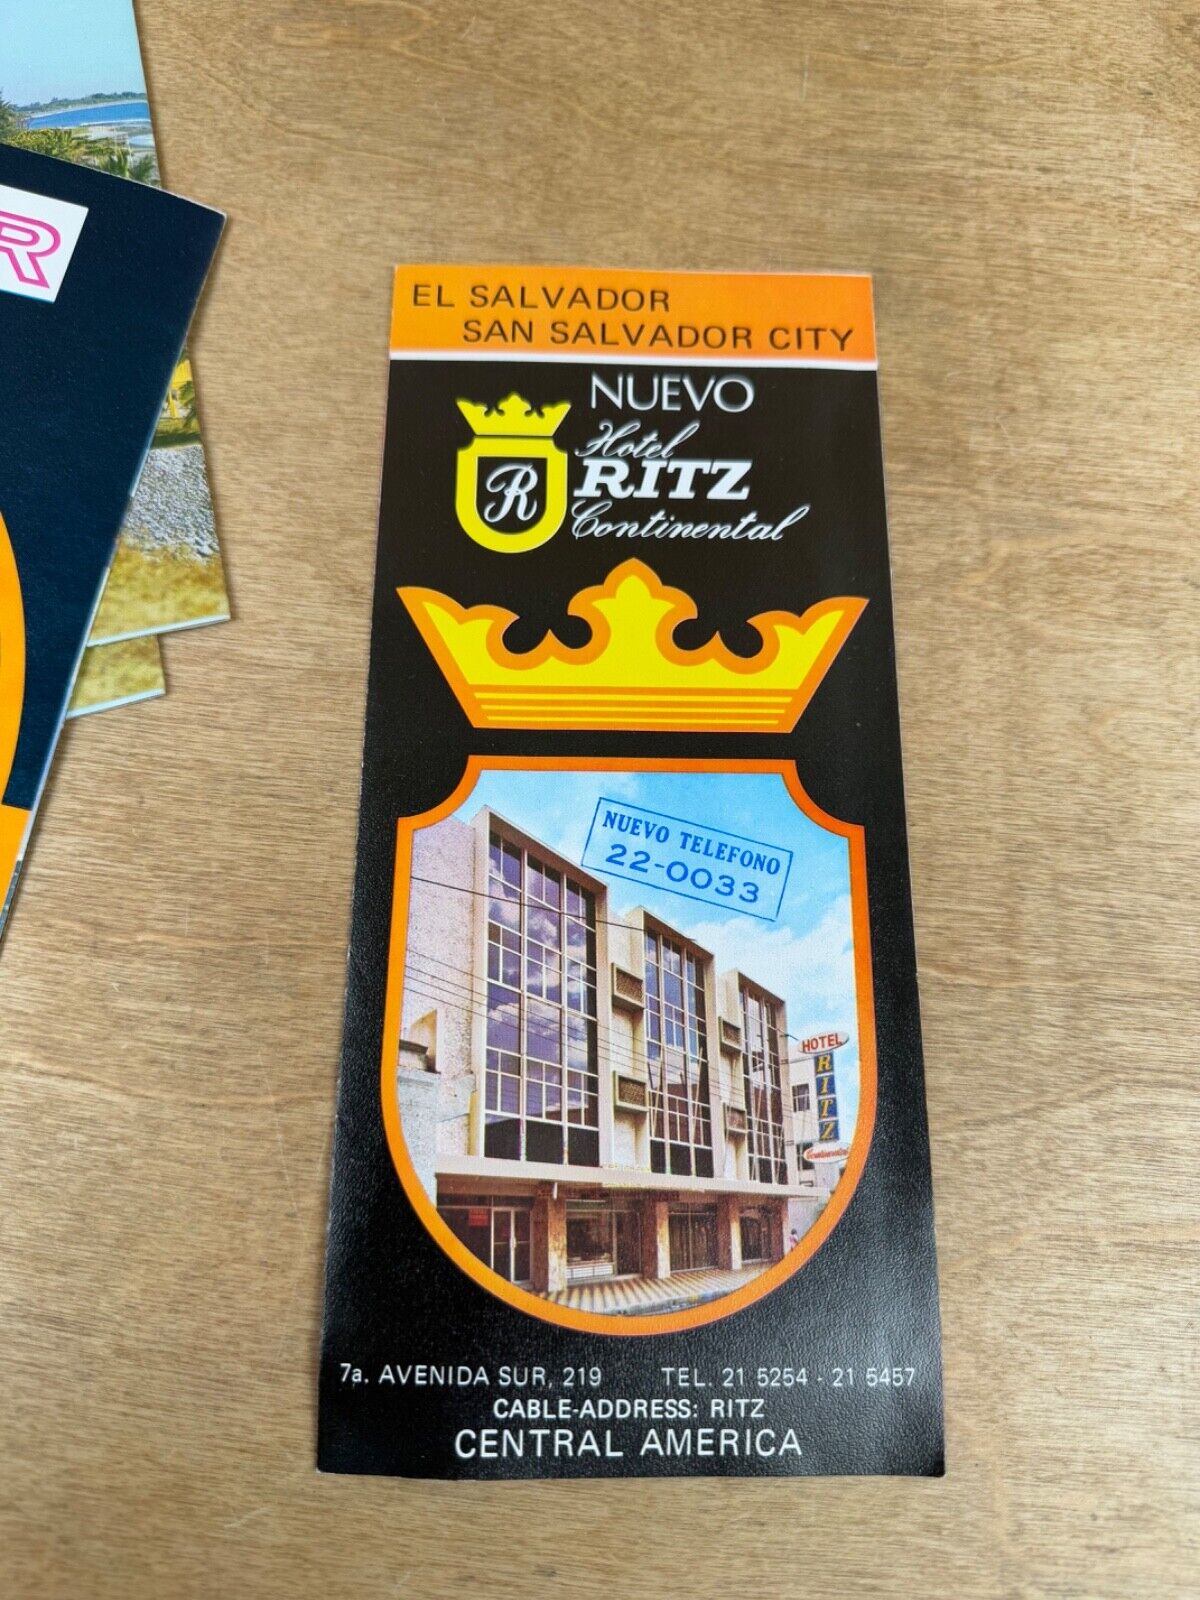 R
EL SALVADOR
SAN SALVADOR CITY
NUEVO
Hotel
RITZ
Continental
R
NUEVO TELEFONO
22-0033
HOTEL
RITZ
Continental
7a. AVENIDA SUR, 219 TEL. 21 5254 - 21 5457
CABLE-ADDRESS: RITZ
CENTRAL AMERICA